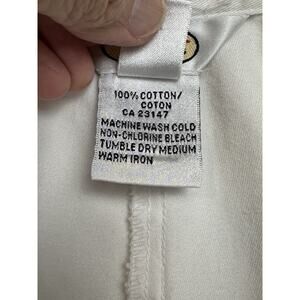 100% COTTON/
COTON
CA 23147
MACHINE WASH COLD
NON-CHLORINE BLEACH
TUMBLE DRY MEDIUM
WARM IRON